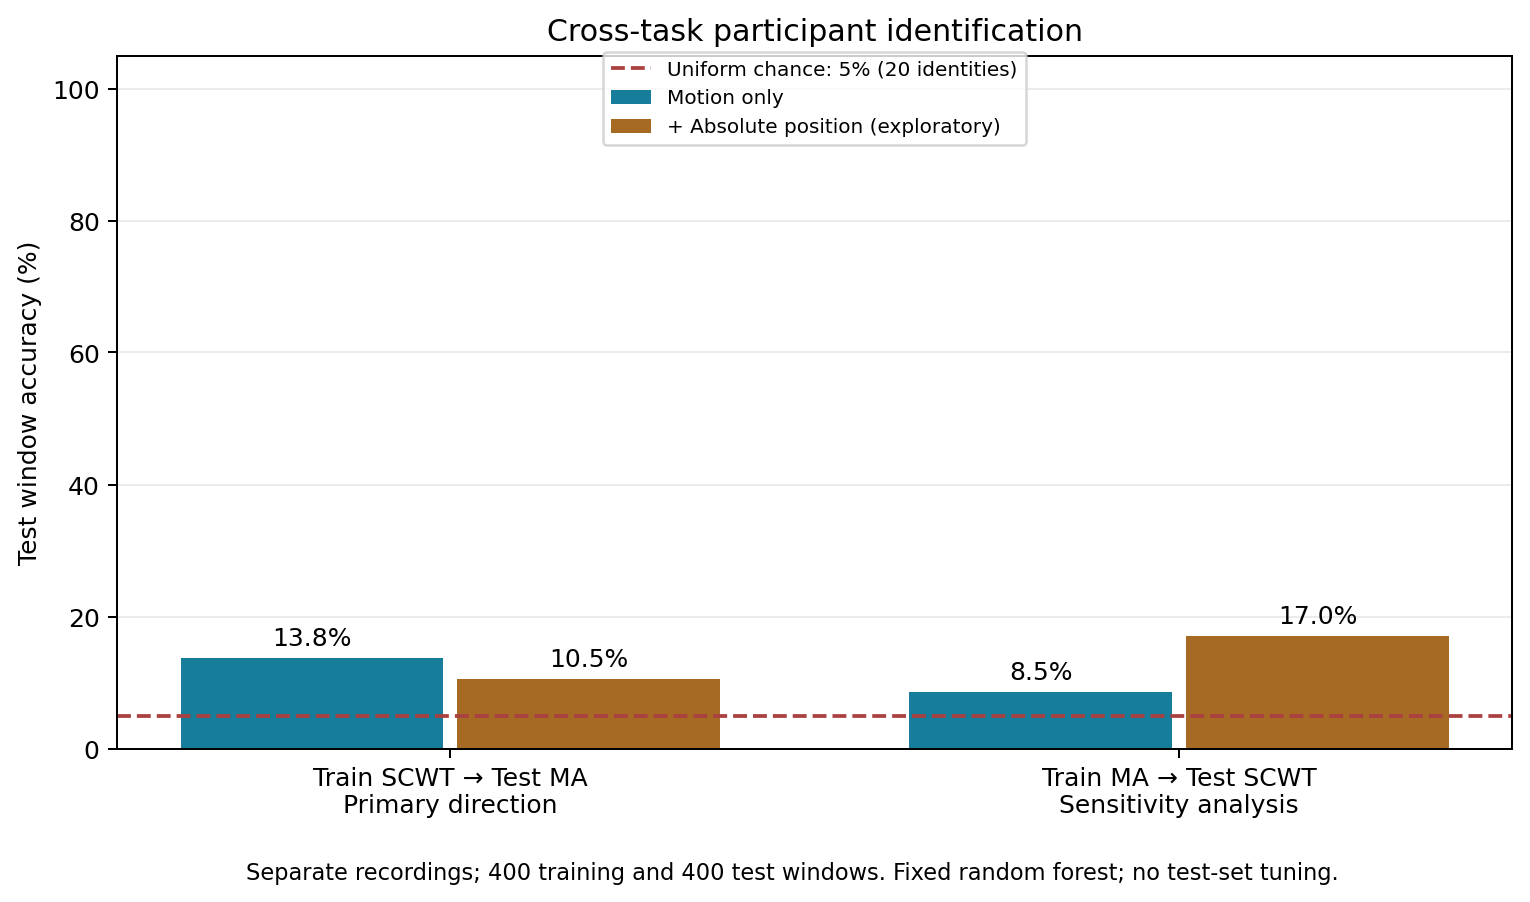 Cross-task participant identification
Uniform chance: 5% (20 identities)
Motion only
+ Absolute position (exploratory)
Test window accuracy (%)
100
80
60
40
20
0
13.8%
10.5%
8.5%
17.0%
Train SCWT → Test MA
Primary direction
Train MA → Test SCWT
Sensitivity analysis
Separate recordings; 400 training and 400 test windows. Fixed random forest; no test-set tuning.